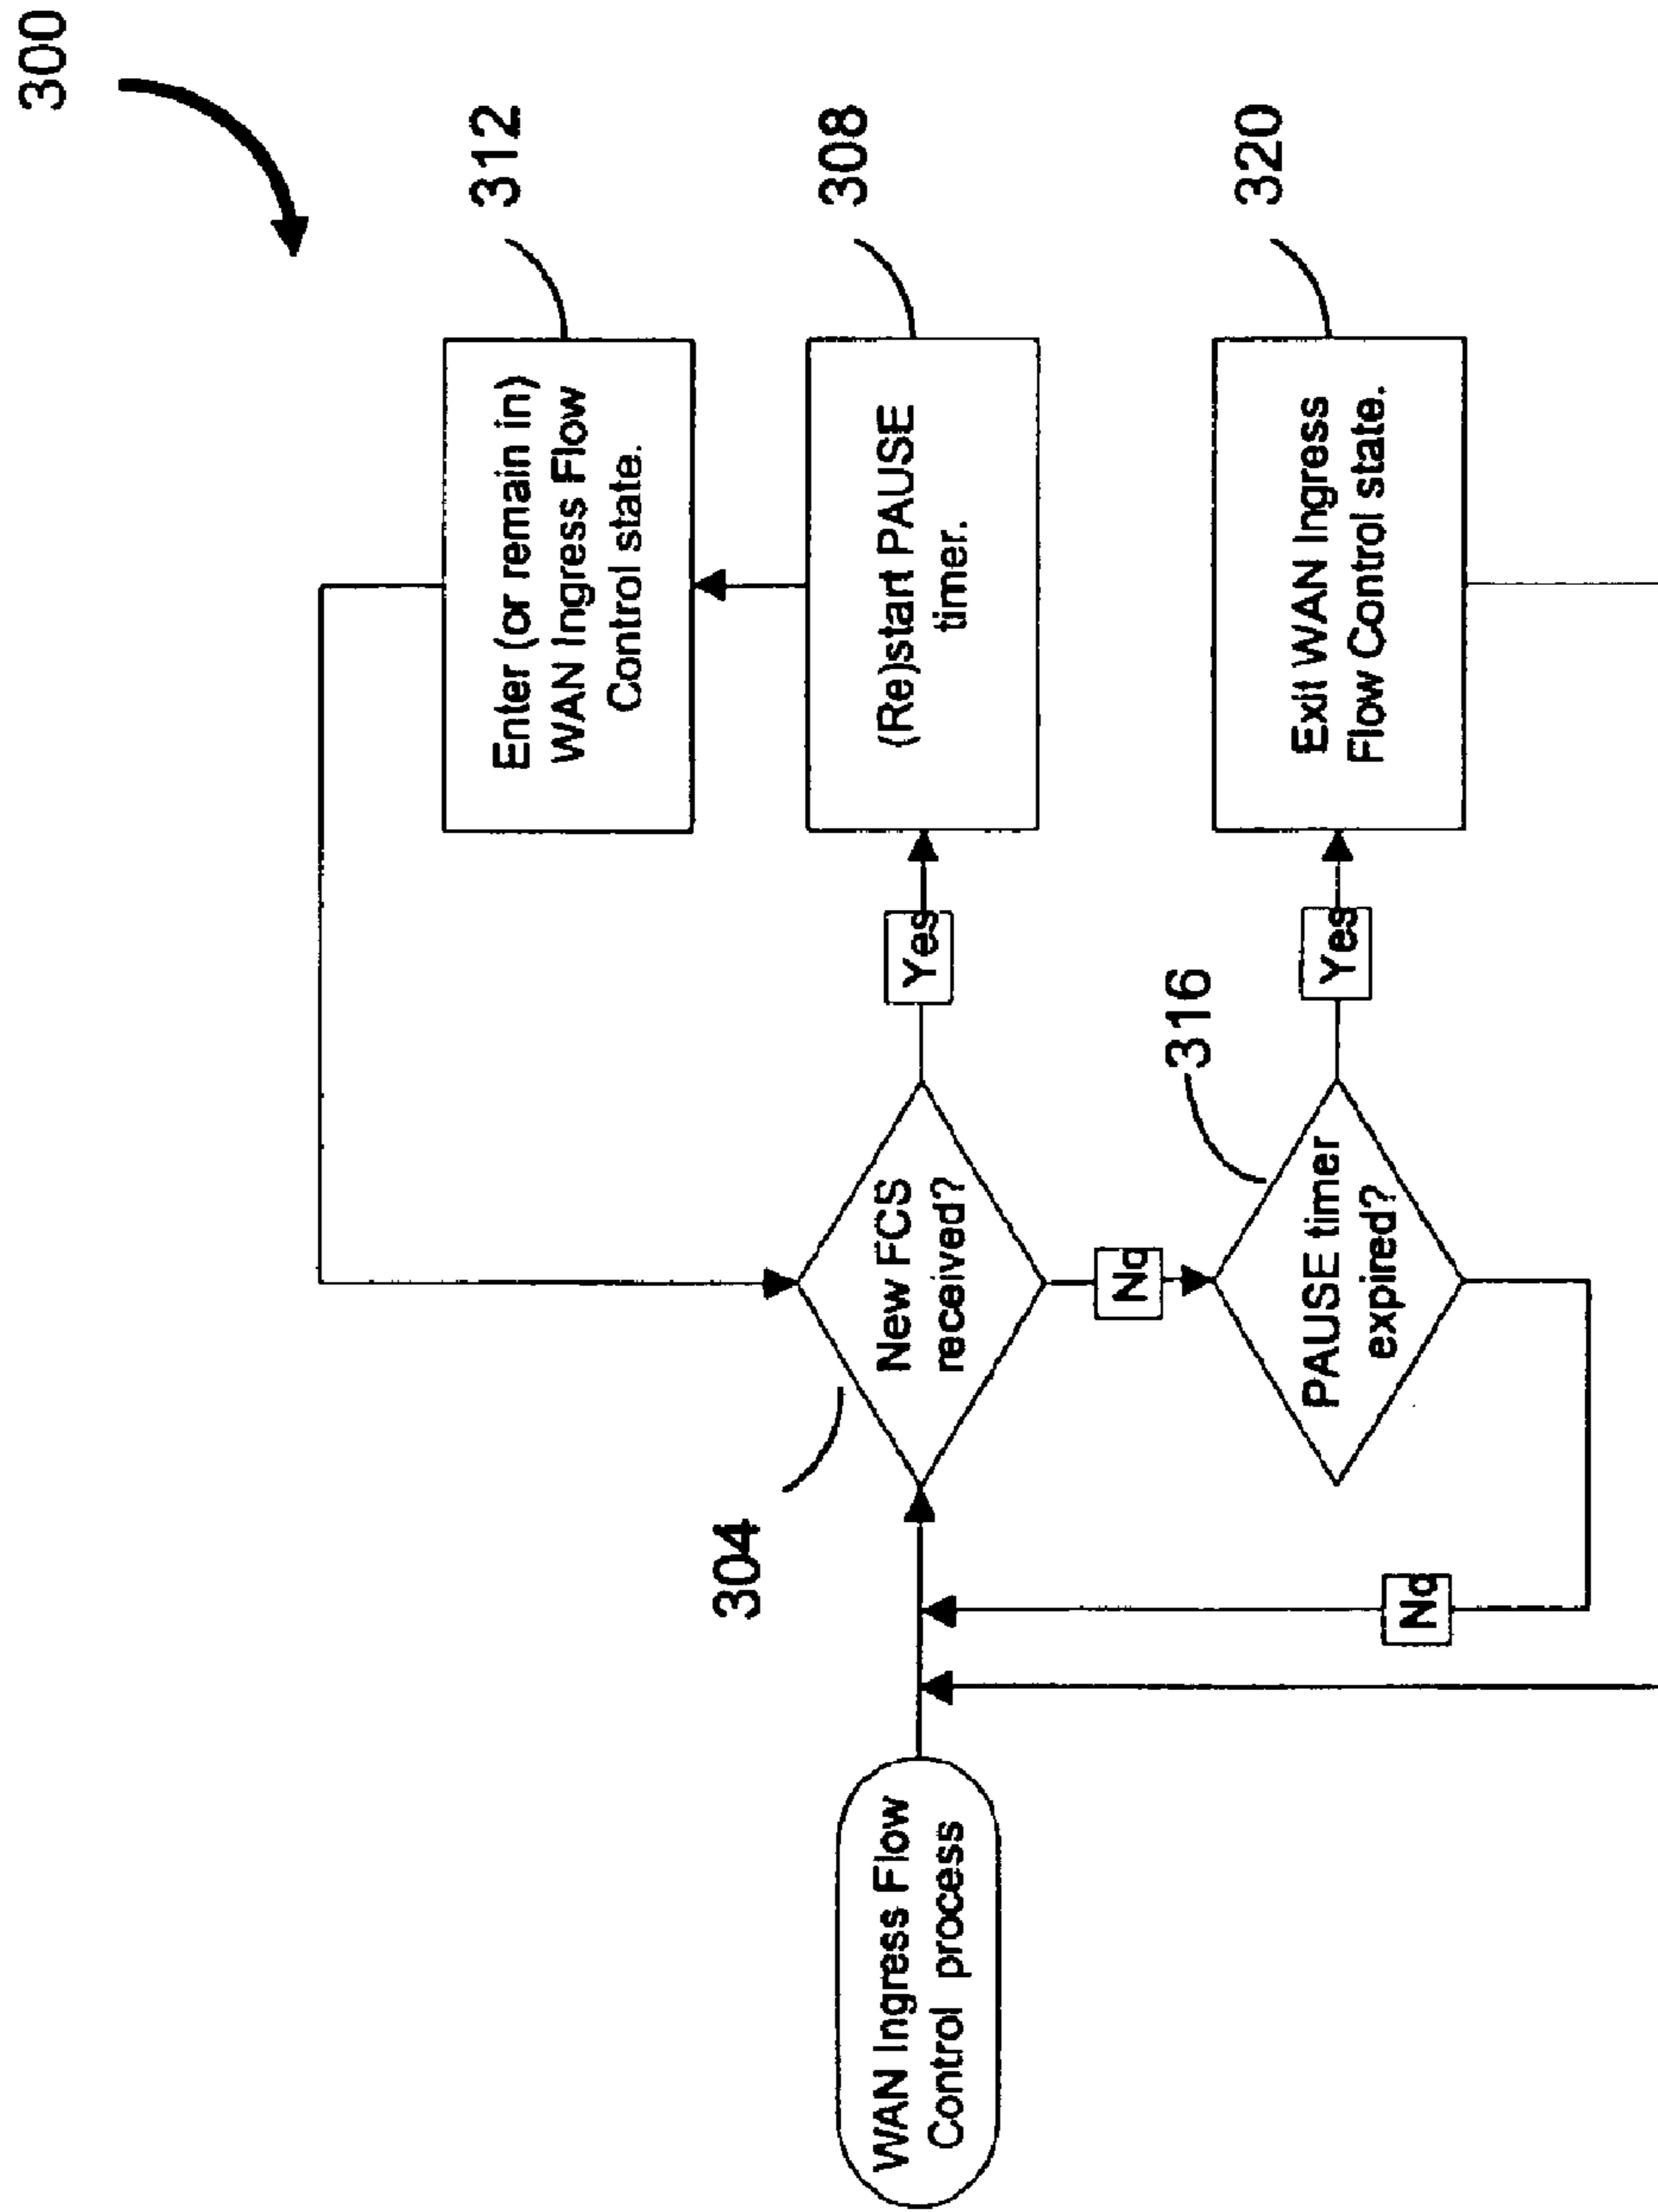 300
Enter (or remain in)
WAN Ingress Flow
Control state.
312
WAN Ingress Flow
Control process
304
New FCS
received?
Yes
(Re)start PAUSE
timer.
308
No
316
PAUSE timer
expired?
Yes
Exit WAN Ingress
Flow Control state.
320
No